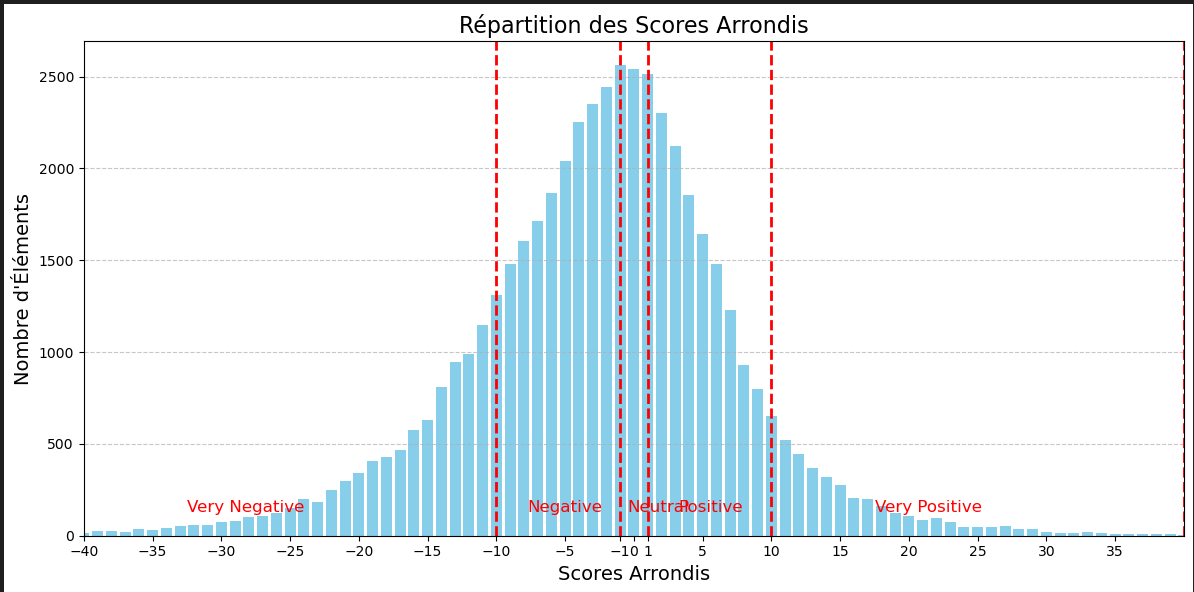 Répartition des Scores Arrondis
Nombre d'Éléments
2500
2000
1500
1000
500
0
Very Negative
Negative
Neutral
Positive
Very Positive
−40 −35 −30 −25 −20 −15 −10 −5 −1 0 1 5 10 15 20 25 30 35
Scores Arrondis